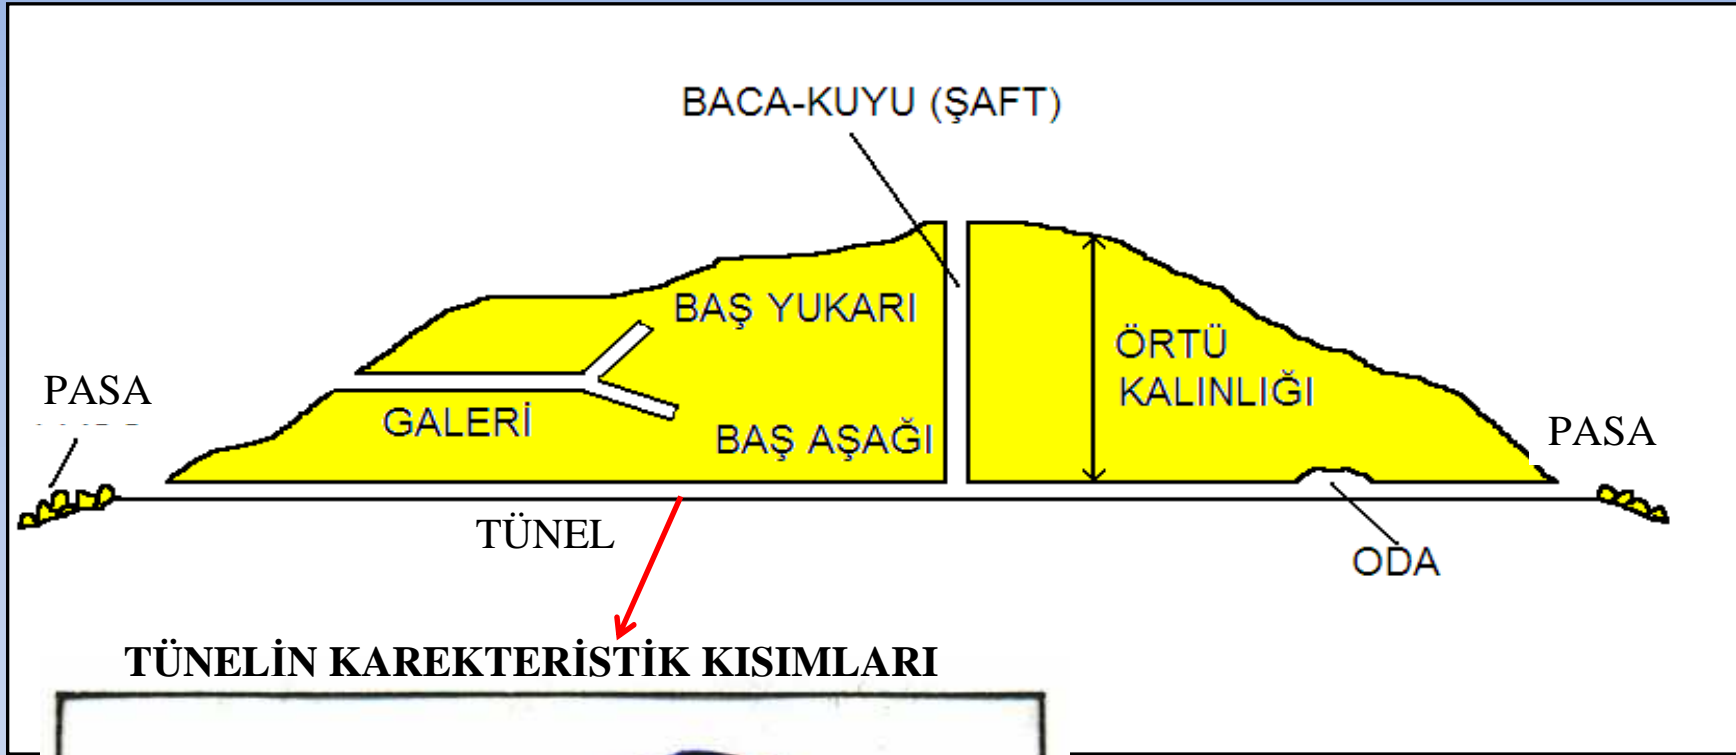 BACA-KUYU (ŞAFT)
BAŞ YUKARI
ÖRTÜ
KALINLIĞI
PASA
GALERİ
BAŞ AŞAĞI
PASA
TÜNEL
ODA
TÜNELİN KAREKTERİSTİK KISIMLARI